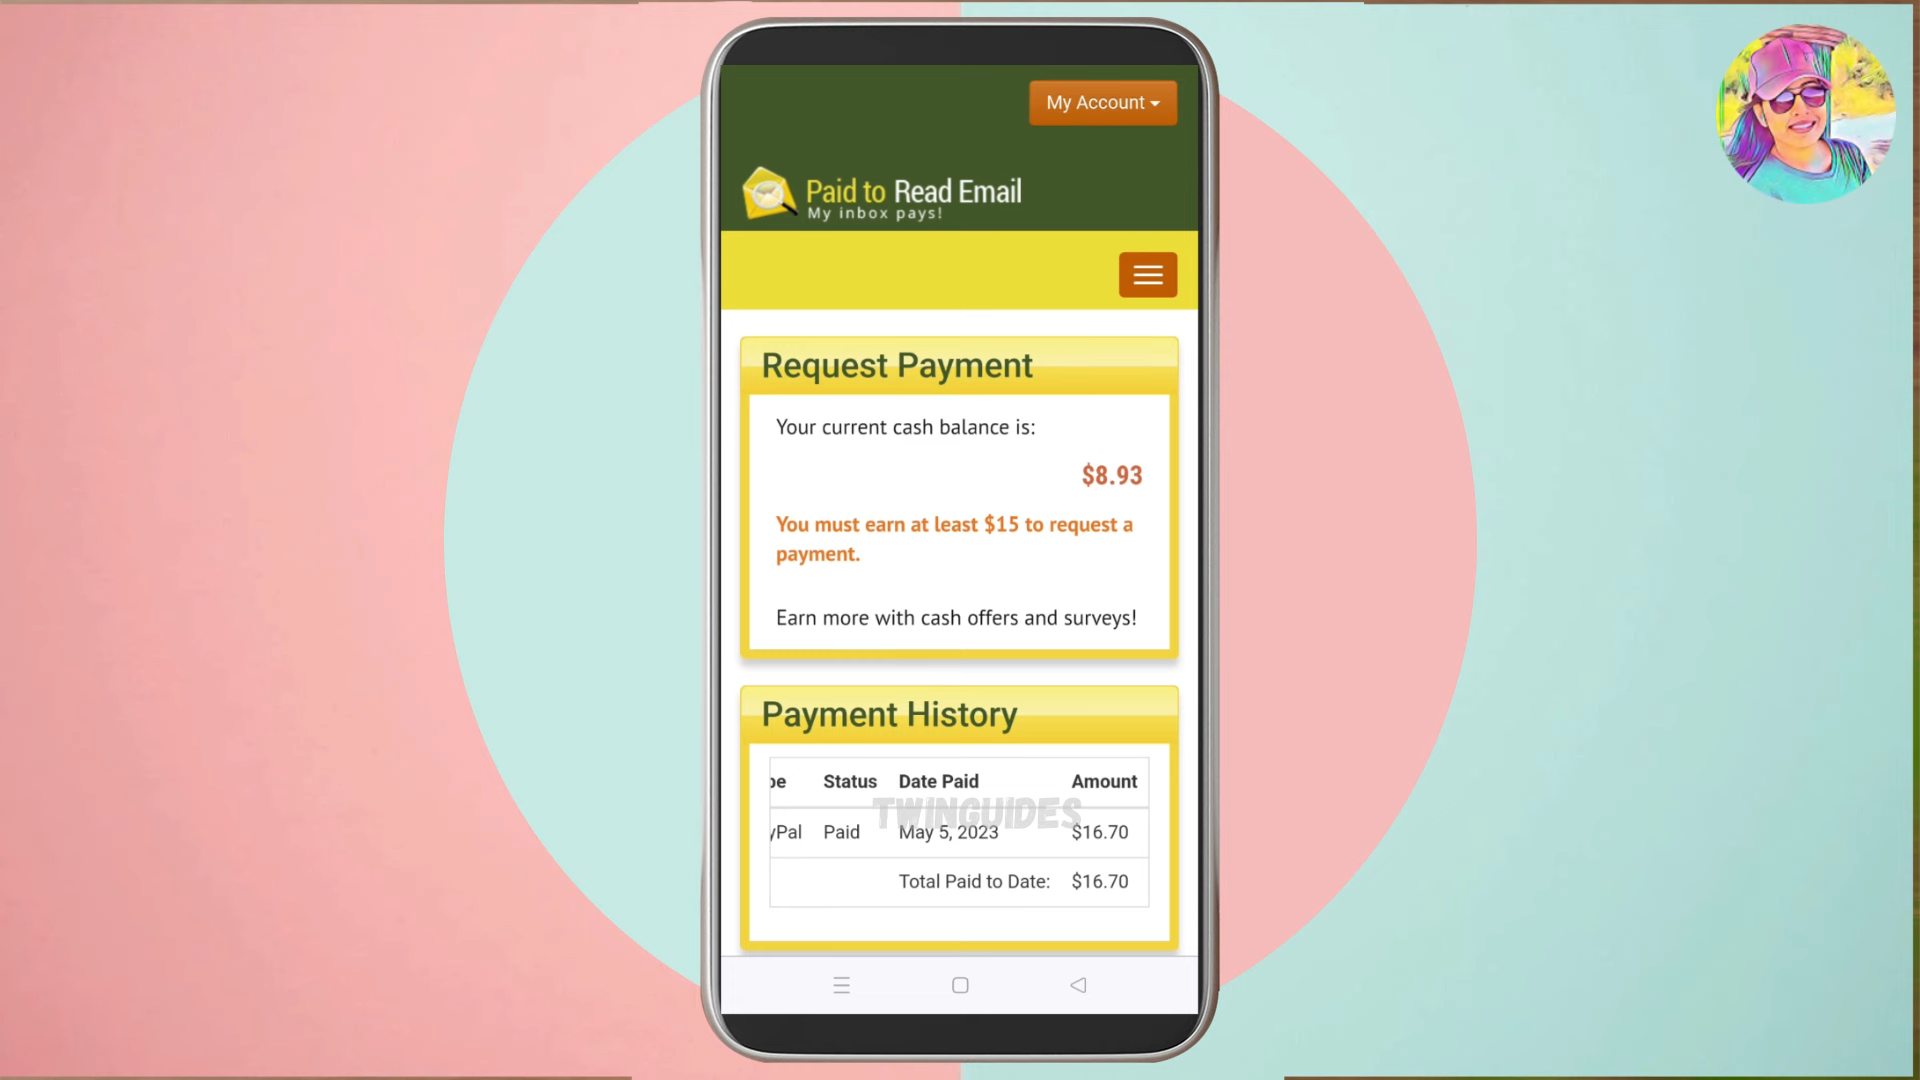 My Account
Paid to Read Email
My inbox pays!
Request Payment
Your current cash balance is:
$8.93
You must earn at least $15 to request a
payment.
Earn more with cash offers and surveys!
Payment History
pe Status Date Paid Amount
TWINGUIDES
yPal Paid May 5, 2023 $16.70
Total Paid to Date: $16.70